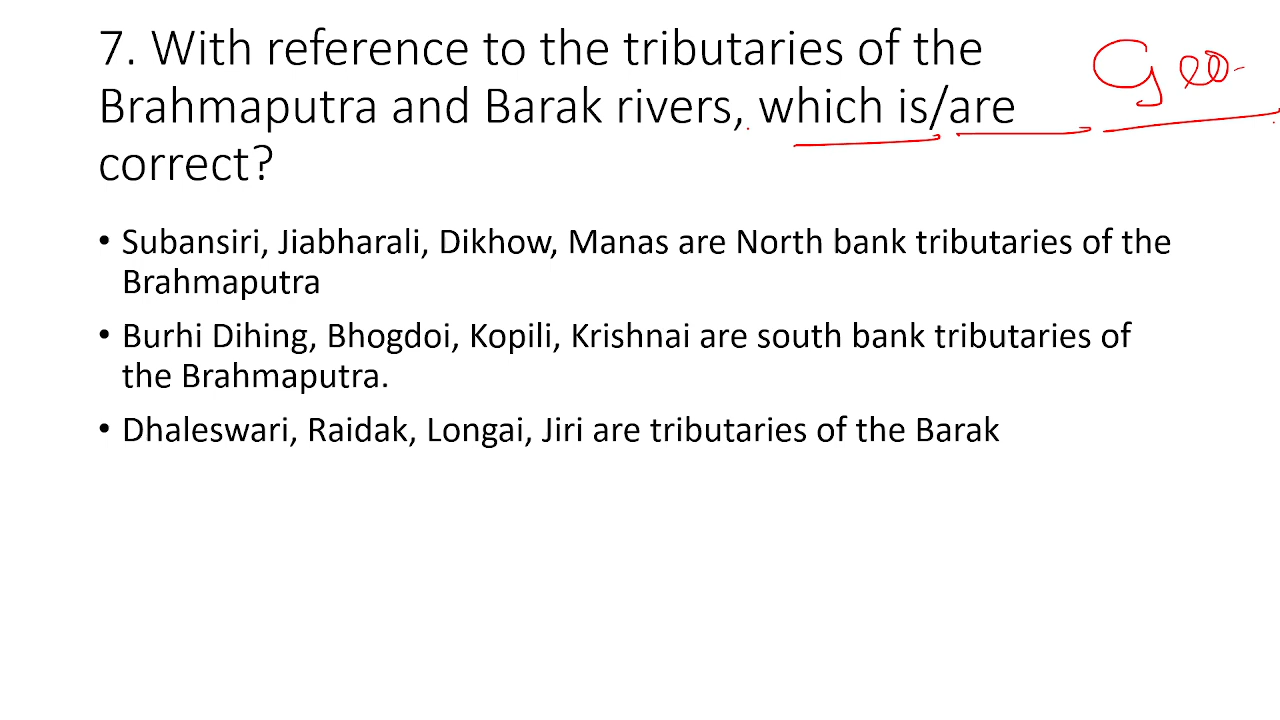 7. With reference to the tributaries of the
Brahmaputra and Barak rivers, which is/are
correct?
Geo.
• Subansiri, Jiabharali, Dikhow, Manas are North bank tributaries of the
Brahmaputra
• Burhi Dihing, Bhogdoi, Kopili, Krishnai are south bank tributaries of
the Brahmaputra.
• Dhaleswari, Raidak, Longai, Jiri are tributaries of the Barak